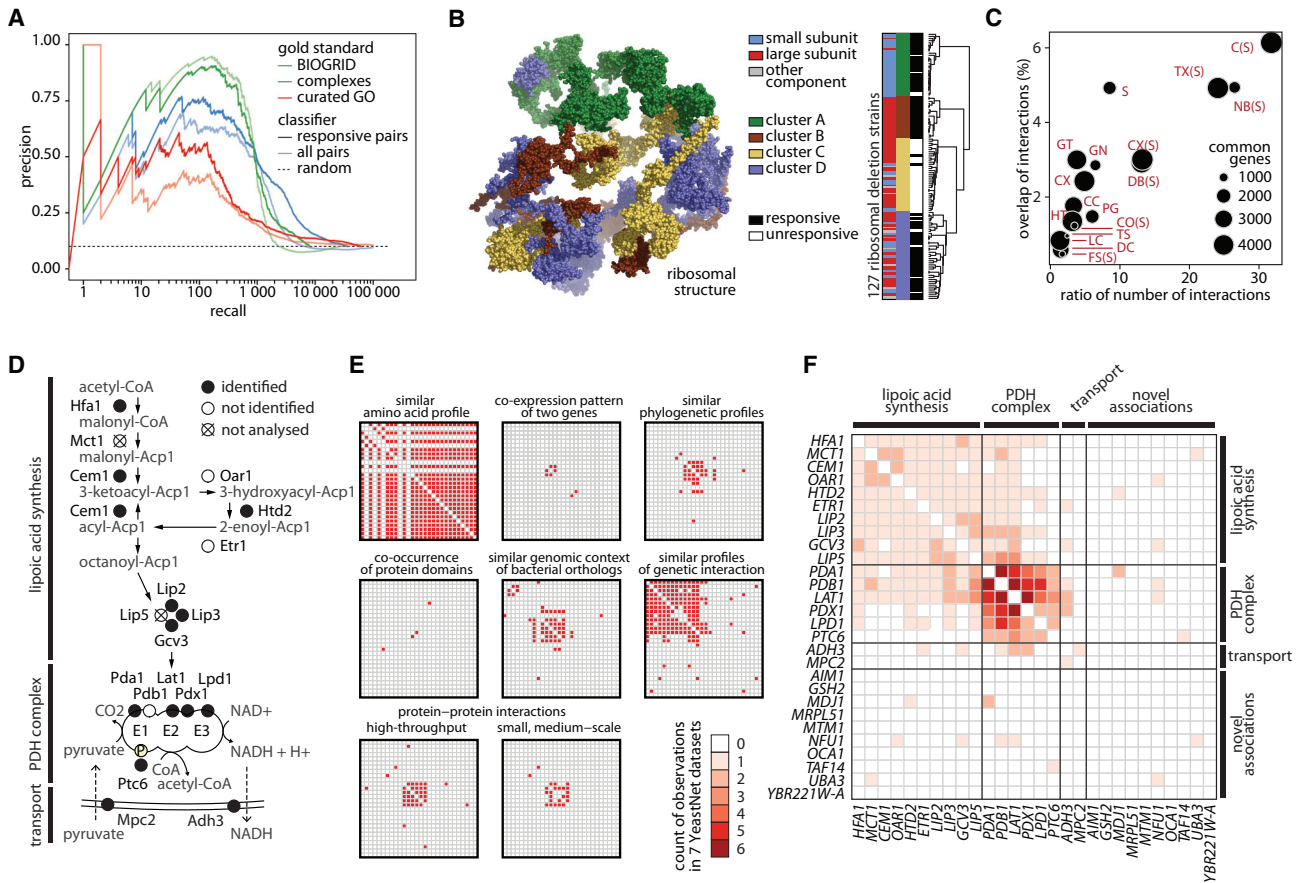 A
1.00
0.75
0.50
0.25
0.00
precision
1
10
100
1 000
10 000
100 000
recall
gold standard
BIOGRID
complexes
curated GO
classifier
responsive pairs
all pairs
random
B
small subunit
large subunit
other
component
cluster A
cluster B
cluster C
cluster D
responsive
unresponsive
ribosomal
structure
127 ribosomal deletion strains
C
6
4
2
overlap of interactions (%)
0
10
20
30
ratio of number of interactions
C(S)
TX(S)
NB(S)
S
GT
GN
CX(S)
DB(S)
CX
CC
PG
HT
CO(S)
TS
LC
DC
FS(S)
common
genes
1000
2000
3000
4000
D
lipoic acid synthesis
PDH complex
transport
acetyl-CoA
Hfa1
malonyl-CoA
Mct1
malonyl-Acp1
Cem1
Oar1
3-ketoacyl-Acp1
3-hydroxyacyl-Acp1
Cem1
Htd2
acyl-Acp1
2-enoyl-Acp1
Etr1
octanoyl-Acp1
identified
not identified
not analysed
Lip2
Lip5
Lip3
Gcv3
Pda1
Lat1
Lpd1
Pdb1
Pdx1
CO2
NAD+
E1
E2
E3
pyruvate
P
NADH + H+
CoA
acetyl-CoA
Ptc6
Mpc2
Adh3
pyruvate
NADH
E
similar
amino acid profile
co-expression pattern
of two genes
similar
phylogenetic profiles
co-occurrence
of protein domains
similar genomic context
of bacterial orthologs
similar profiles
of genetic interaction
protein-protein interactions
high-throughput
small, medium-scale
count of observations
in 7 YeastNet datasets
0
1
2
3
4
5
6
F
lipoic acid
synthesis
PDH
complex
transport
novel
associations
HFA1
MCT1
CEM1
OAR1
HTD2
ETR1
LIP2
LIP3
GCV3
LIP5
PDA1
PDB1
LAT1
PDX1
LPD1
PTC6
ADH3
MPC2
AIM1
GSH2
MDJ1
MRPL51
MTM1
NFU1
OCA1
TAF14
UBA3
YBR221W-A
lipoic acid
synthesis
PDH
complex
transport
novel
associations
HFA1
MCT1
CEM1
OAR1
HTD2
ETR1
LIP2
LIP3
GCV3
LIP5
PDA1
PDB1
LAT1
PDX1
LPD1
PTC6
ADH3
MPC2
AIM1
GSH2
MDJ1
MRPL51
MTM1
NFU1
OCA1
TAF14
UBA3
YBR221W-A